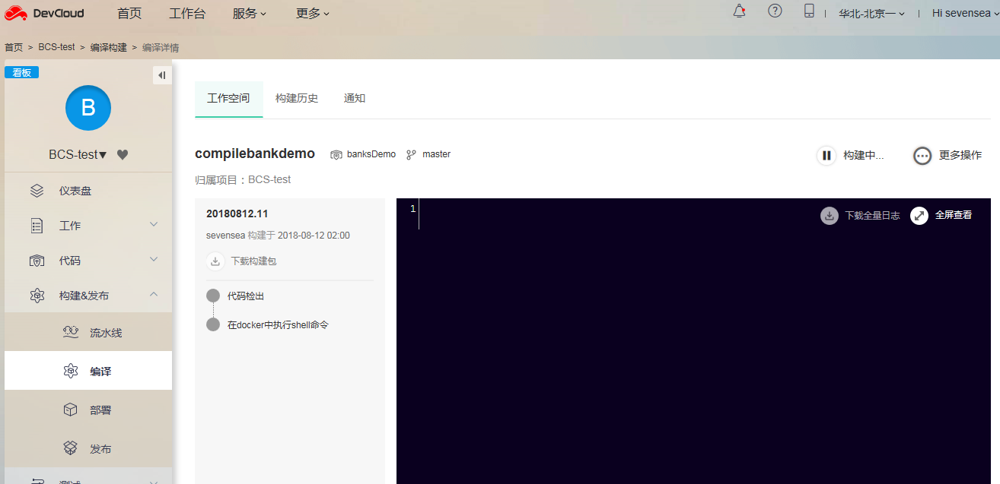 DevCloud 首页 工作台 服务 更多 华北-北京一 Hi sevensea
首页 > BCS-test > 编译构建 > 编译详情
看板
B
BCS-test
仪表盘
工作
代码
构建&发布
流水线
编译
部署
发布
测试
工作空间 构建历史 通知
compilebankdemo banksDemo master 构建中... 更多操作
归属项目：BCS-test
20180812.11
sevensea 构建于 2018-08-12 02:00
下载构建包
代码检出
在docker中执行shell命令
1 下载全量日志 全屏查看